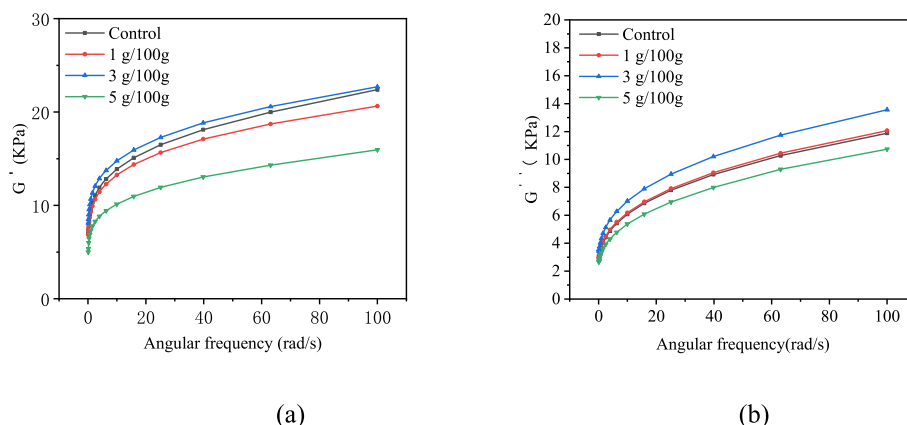 30
20
10
0
G ' (KPa)
Control
1 g/100g
3 g/100g
5 g/100g
0 20 40 60 80 100
Angular frequency (rad/s)
(a)
20
18
16
14
12
10
8
6
4
2
0
G ' ' ( KPa)
Control
1 g/100g
3 g/100g
5 g/100g
0 20 40 60 80 100
Angular frequency(rad/s)
(b)